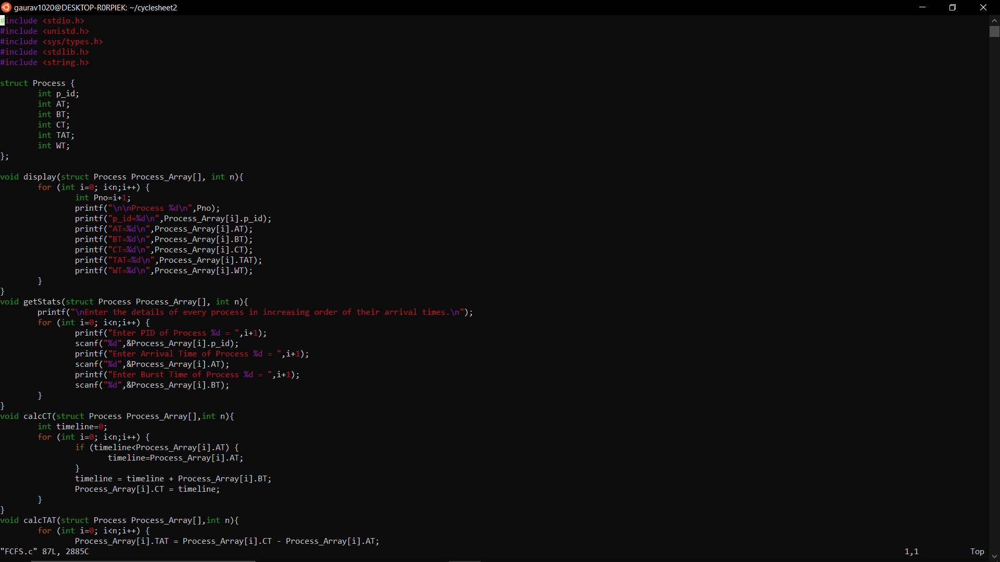 gaurav1020@DESKTOP-R0RPIEK: ~/cyclesheet2
#include <stdio.h>
#include <unistd.h>
#include <sys/types.h>
#include <stdlib.h>
#include <string.h>

struct Process {
        int p_id;
        int AT;
        int BT;
        int CT;
        int TAT;
        int WT;
};

void display(struct Process Process_Array[], int n){
        for (int i=0; i<n;i++) {
                int Pno=i+1;
                printf("\n\nProcess %d\n",Pno);
                printf("p_id=%d\n",Process_Array[i].p_id);
                printf("AT=%d\n",Process_Array[i].AT);
                printf("BT=%d\n",Process_Array[i].BT);
                printf("CT=%d\n",Process_Array[i].CT);
                printf("TAT=%d\n",Process_Array[i].TAT);
                printf("WT=%d\n",Process_Array[i].WT);
        }
}
void getStats(struct Process Process_Array[], int n){
        printf("\nEnter the details of every process in increasing order of their arrival times.\n");
        for (int i=0; i<n;i++) {
                printf("Enter PID of Process %d = ",i+1);
                scanf("%d",&Process_Array[i].p_id);
                printf("Enter Arrival Time of Process %d = ",i+1);
                scanf("%d",&Process_Array[i].AT);
                printf("Enter Burst Time of Process %d = ",i+1);
                scanf("%d",&Process_Array[i].BT);
        }
}
void calcCT(struct Process Process_Array[],int n){
        int timeline=0;
        for (int i=0; i<n;i++) {
                if (timeline<Process_Array[i].AT) {
                       timeline=Process_Array[i].AT;
                }
                timeline = timeline + Process_Array[i].BT;
                Process_Array[i].CT = timeline;
        }
}
void calcTAT(struct Process Process_Array[],int n){
        for (int i=0; i<n;i++) {
                Process_Array[i].TAT = Process_Array[i].CT - Process_Array[i].AT;
"FCFS.c" 87L, 2885C 1,1 Top